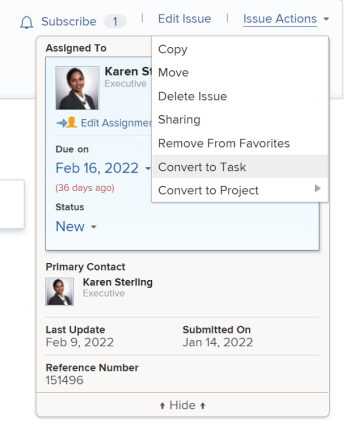 Subscribe 1 Edit Issue Issue Actions
Assigned To
Copy
Move
Delete Issue
Sharing
Remove From Favorites
Convert to Task
Convert to Project
Karen
Executive
Edit
Due on
Feb 16, 2022
(36 days ago)
Status
New
Primary Contact
Karen Sterling
Executive
Last Update Submitted On
Feb 9, 2022 Jan 14, 2022
Reference Number
151496
Hide